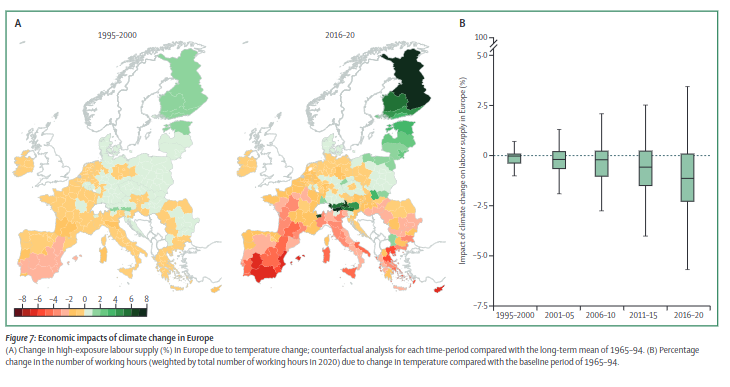 A
B
1995-2000
2016-20
−8 −6 −4 −2 0 2 4 6 8
Impact of climate change on labour supply in Europe (%)
100
5·0
2·5
0
−2·5
−5·0
−7·5
1995-2000 2001-05 2006-10 2011-15 2016-20
Figure 7: Economic impacts of climate change in Europe
(A) Change in high-exposure labour supply (%) in Europe due to temperature change; counterfactual analysis for each time-period compared with the long-term mean of 1965–94. (B) Percentage
change in the number of working hours (weighted by total number of working hours in 2020) due to change in temperature compared with the baseline period of 1965–94.